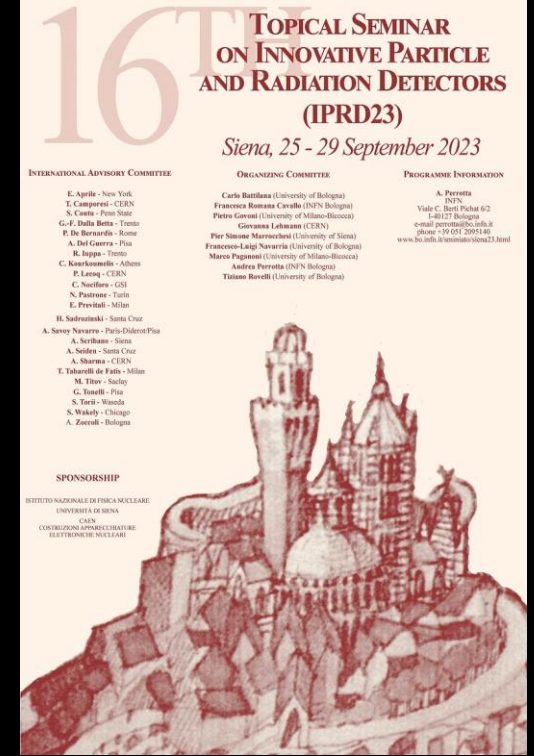 16TH
TOPICAL SEMINAR
ON INNOVATIVE PARTICLE
AND RADIATION DETECTORS
(IPRD23)
Siena, 25 - 29 September 2023
INTERNATIONAL ADVISORY COMMITTEE
E. Aprile - New York
T. Camporesi - CERN
S. Coutu - Penn State
G.-F. Dalla Betta - Trento
P. De Bernardis - Rome
A. Del Guerra - Pisa
R. Iuppa - Trento
C. Kourkoumelis - Athens
P. Lecoq - CERN
C. Nociforo - GSI
N. Pastrone - Turin
E. Previtali - Milan
H. Sadrozinski - Santa Cruz
A. Savoy Navarro - Paris-Diderot/Pisa
A. Scribano - Siena
A. Seiden - Santa Cruz
A. Sharma - CERN
T. Tabarelli de Fatis - Milan
M. Titov - Saclay
G. Tonelli - Pisa
S. Torii - Waseda
S. Wakely - Chicago
A. Zoccoli - Bologna
SPONSORSHIP
ISTITUTO NAZIONALE DI FISICA NUCLEARE
UNIVERSITÀ DI SIENA
CAEN
COSTRUZIONI APPARECCHIATURE
ELETTRONICHE NUCLEARI
ORGANIZING COMMITTEE
Carlo Battilana (University of Bologna)
Francesca Romana Cavallo (INFN Bologna)
Pietro Govoni (University of Milano-Bicocca)
Giovanna Lehmann (CERN)
Pier Simone Marrocchesi (University of Siena)
Francesco-Luigi Navarria (University of Bologna)
Marco Paganoni (University of Milano-Bicocca)
Andrea Perrotta (INFN Bologna)
Tiziano Rovelli (University of Bologna)
PROGRAMME INFORMATION
A. Perrotta
INFN
Viale C. Berti Pichat 6/2
I-40127 Bologna
e-mail perrotta@bo.infn.it
phone +39 051 2095140
www.bo.infn.it/sminiato/siena23.html